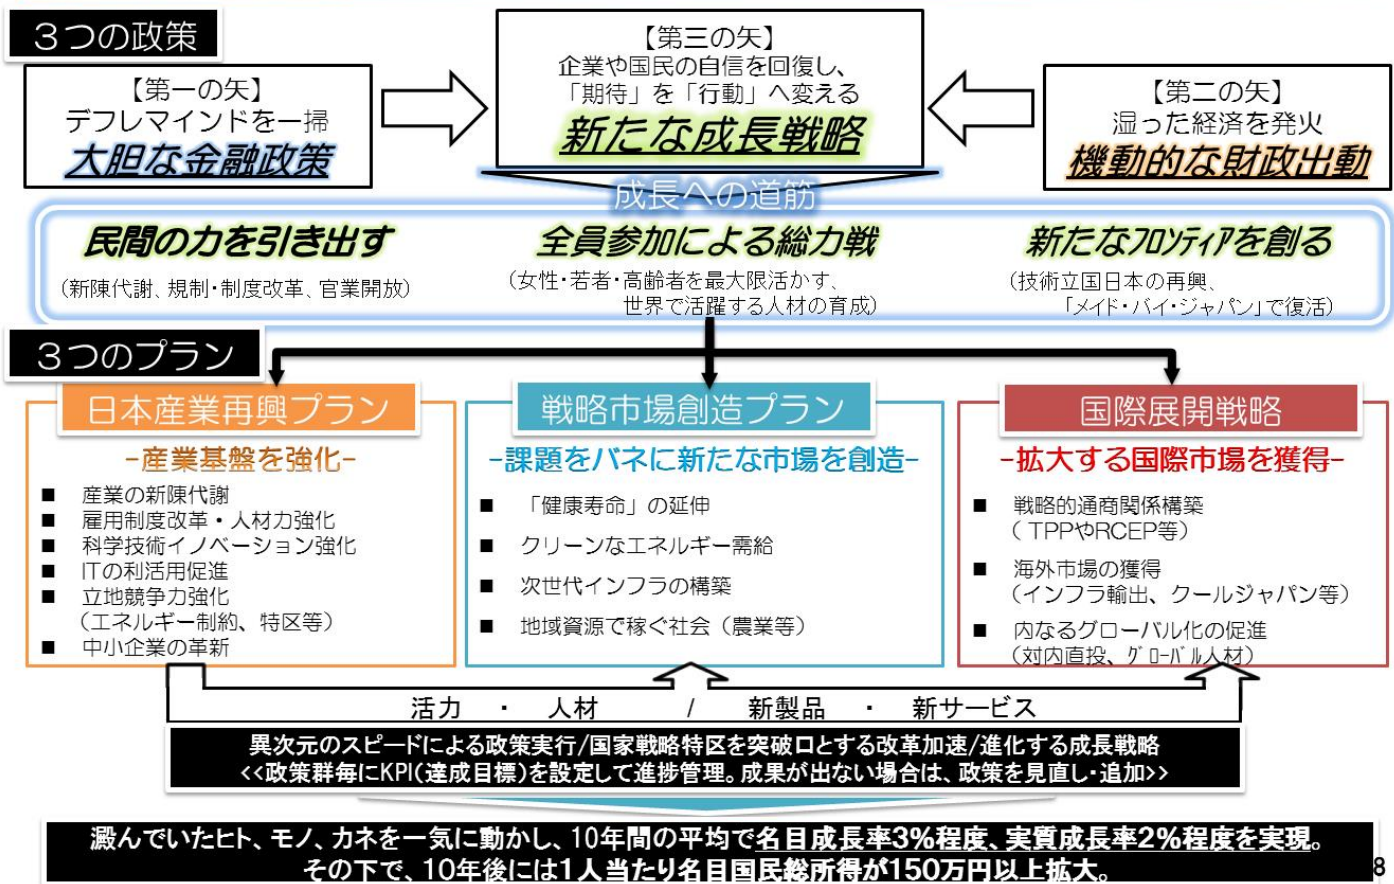 3つの政策
【第一の矢】
デフレマインドを一掃
大胆な金融政策
【第三の矢】
企業や国民の自信を回復し、
「期待」を「行動」へ変える
新たな成長戦略
【第二の矢】
湿った経済を発火
機動的な財政出動
成長への道筋
民間の力を引き出す
(新陳代謝、規制・制度改革、官業開放)
全員参加による総力戦
(女性・若者・高齢者を最大限活かす、
世界で活躍する人材の育成)
新たなフロンティアを創る
(技術立国日本の再興、
「メイド・バイ・ジャパン」で復活)
3つのプラン
日本産業再興プラン
-産業基盤を強化-
■ 産業の新陳代謝
■ 雇用制度改革・人材力強化
■ 科学技術イノベーション強化
■ ITの利活用促進
■ 立地競争力強化
(エネルギー制約、特区等)
■ 中小企業の革新
戦略市場創造プラン
-課題をバネに新たな市場を創造-
■ 「健康寿命」の延伸
■ クリーンなエネルギー需給
■ 次世代インフラの構築
■ 地域資源で稼ぐ社会(農業等)
国際展開戦略
-拡大する国際市場を獲得-
■ 戦略的通商関係構築
(TPPやRCEP等)
■ 海外市場の獲得
(インフラ輸出、クールジャパン等)
■ 内なるグローバル化の促進
(対内直投、グローバル人材)
活力 ・ 人材 / 新製品 ・ 新サービス
異次元のスピードによる政策実行/国家戦略特区を突破口とする改革加速/進化する成長戦略
<<政策群毎にKPI(達成目標)を設定して進捗管理。成果が出ない場合は、政策を見直し・追加>>
澱んでいたヒト、モノ、カネを一気に動かし、10年間の平均で名目成長率3%程度、実質成長率2%程度を実現。
その下で、10年後には1人当たり名目国民総所得が150万円以上拡大。
8